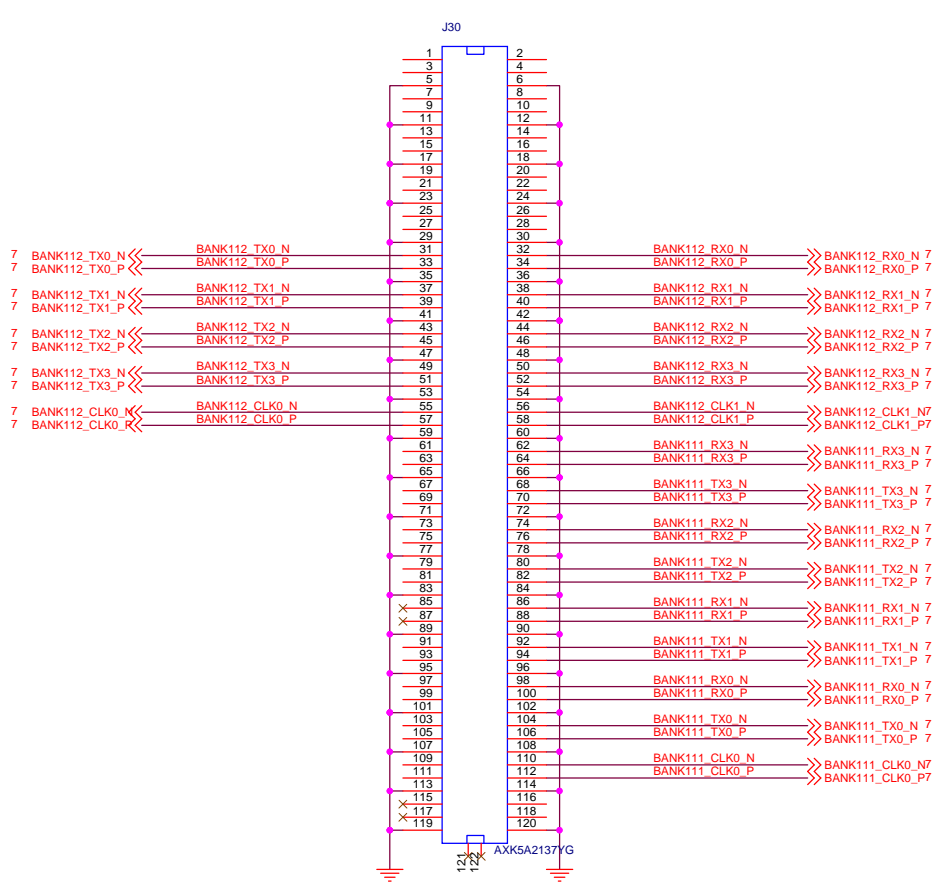 J30
1 2
3 4
5 6
7 8
9 10
11 12
13 14
15 16
17 18
19 20
21 22
23 24
25 26
27 28
29 30
7 BANK112_TX0_N BANK112_TX0_N 31 32 BANK112_RX0_N BANK112_RX0_N 7
7 BANK112_TX0_P BANK112_TX0_P 33 34 BANK112_RX0_P BANK112_RX0_P 7
35 36
7 BANK112_TX1_N BANK112_TX1_N 37 38 BANK112_RX1_N BANK112_RX1_N 7
7 BANK112_TX1_P BANK112_TX1_P 39 40 BANK112_RX1_P BANK112_RX1_P 7
41 42
7 BANK112_TX2_N BANK112_TX2_N 43 44 BANK112_RX2_N BANK112_RX2_N 7
7 BANK112_TX2_P BANK112_TX2_P 45 46 BANK112_RX2_P BANK112_RX2_P 7
47 48
7 BANK112_TX3_N BANK112_TX3_N 49 50 BANK112_RX3_N BANK112_RX3_N 7
7 BANK112_TX3_P BANK112_TX3_P 51 52 BANK112_RX3_P BANK112_RX3_P 7
53 54
7 BANK112_CLK0_N BANK112_CLK0_N 55 56 BANK112_CLK1_N BANK112_CLK1_N 7
7 BANK112_CLK0_P BANK112_CLK0_P 57 58 BANK112_CLK1_P BANK112_CLK1_P 7
59 60
61 62 BANK111_RX3_N BANK111_RX3_N 7
63 64 BANK111_RX3_P BANK111_RX3_P 7
65 66
67 68 BANK111_TX3_N BANK111_TX3_N 7
69 70 BANK111_TX3_P BANK111_TX3_P 7
71 72
73 74 BANK111_RX2_N BANK111_RX2_N 7
75 76 BANK111_RX2_P BANK111_RX2_P 7
77 78
79 80 BANK111_TX2_N BANK111_TX2_N 7
81 82 BANK111_TX2_P BANK111_TX2_P 7
83 84
85 86 BANK111_RX1_N BANK111_RX1_N 7
87 88 BANK111_RX1_P BANK111_RX1_P 7
89 90
91 92 BANK111_TX1_N BANK111_TX1_N 7
93 94 BANK111_TX1_P BANK111_TX1_P 7
95 96
97 98 BANK111_RX0_N BANK111_RX0_N 7
99 100 BANK111_RX0_P BANK111_RX0_P 7
101 102
103 104 BANK111_TX0_N BANK111_TX0_N 7
105 106 BANK111_TX0_P BANK111_TX0_P 7
107 108
109 110 BANK111_CLK0_N BANK111_CLK0_N 7
111 112 BANK111_CLK0_P BANK111_CLK0_P 7
113 114
115 116
117 118
119 120
121 122 AXK5A2137YG